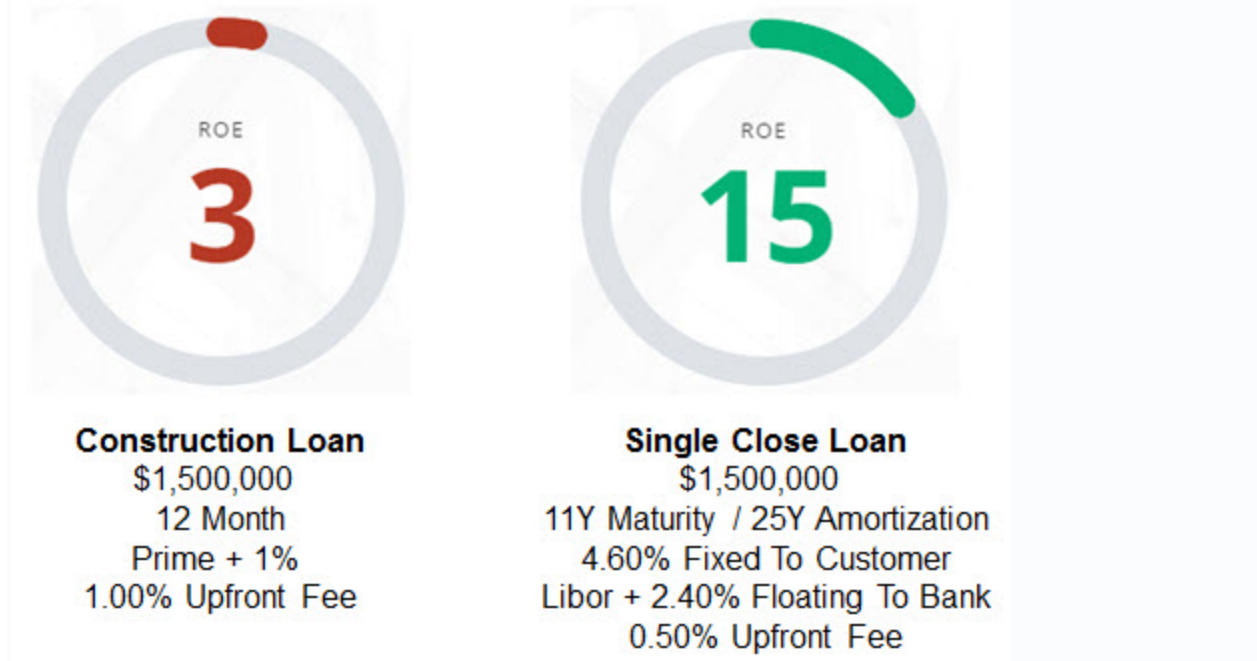 ROE
3
Construction Loan
$1,500,000
12 Month
Prime + 1%
1.00% Upfront Fee
ROE
15
Single Close Loan
$1,500,000
11Y Maturity / 25Y Amortization
4.60% Fixed To Customer
Libor + 2.40% Floating To Bank
0.50% Upfront Fee